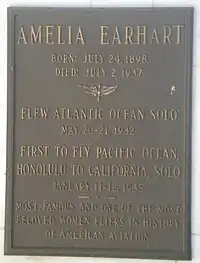 AMELIA EARHART
BORN: JULY 24, 1898
DIED: JULY 2, 1937
"FLEW ATLANTIC OCEAN SOLO"
MAY 20-21, 1932
FIRST TO FLY PACIFIC OCEAN,
HONOLULU TO CALIFORNIA, SOLO
JANUARY 11-12, 1935
MOST FAMOUS AND ONE OF THE MOST
BELOVED WOMEN FLIERS IN HISTORY
OF AMERICAN AVIATION